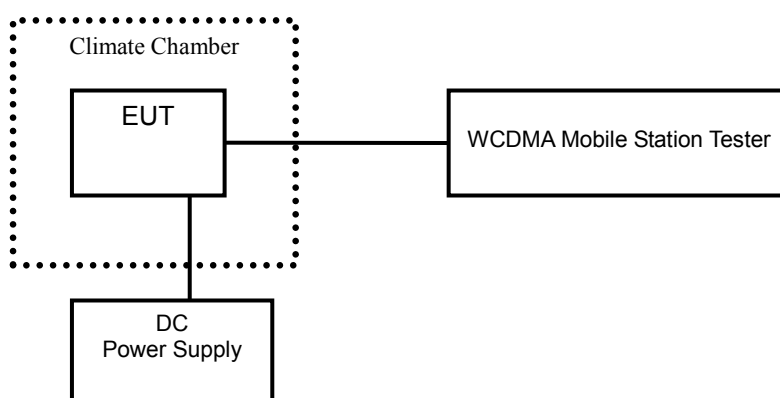 Climate Chamber
EUT
WCDMA Mobile Station Tester
DC
Power Supply